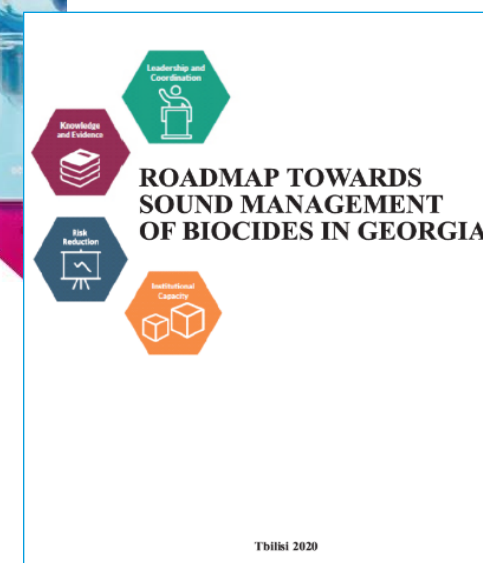 Leadership and
Coordination
Knowledge
and Evidence
ROADMAP TOWARDS
SOUND MANAGEMENT
OF BIOCIDES IN GEORGIA
Risk
Reduction
Institutional
Capacity
Tbilisi 2020